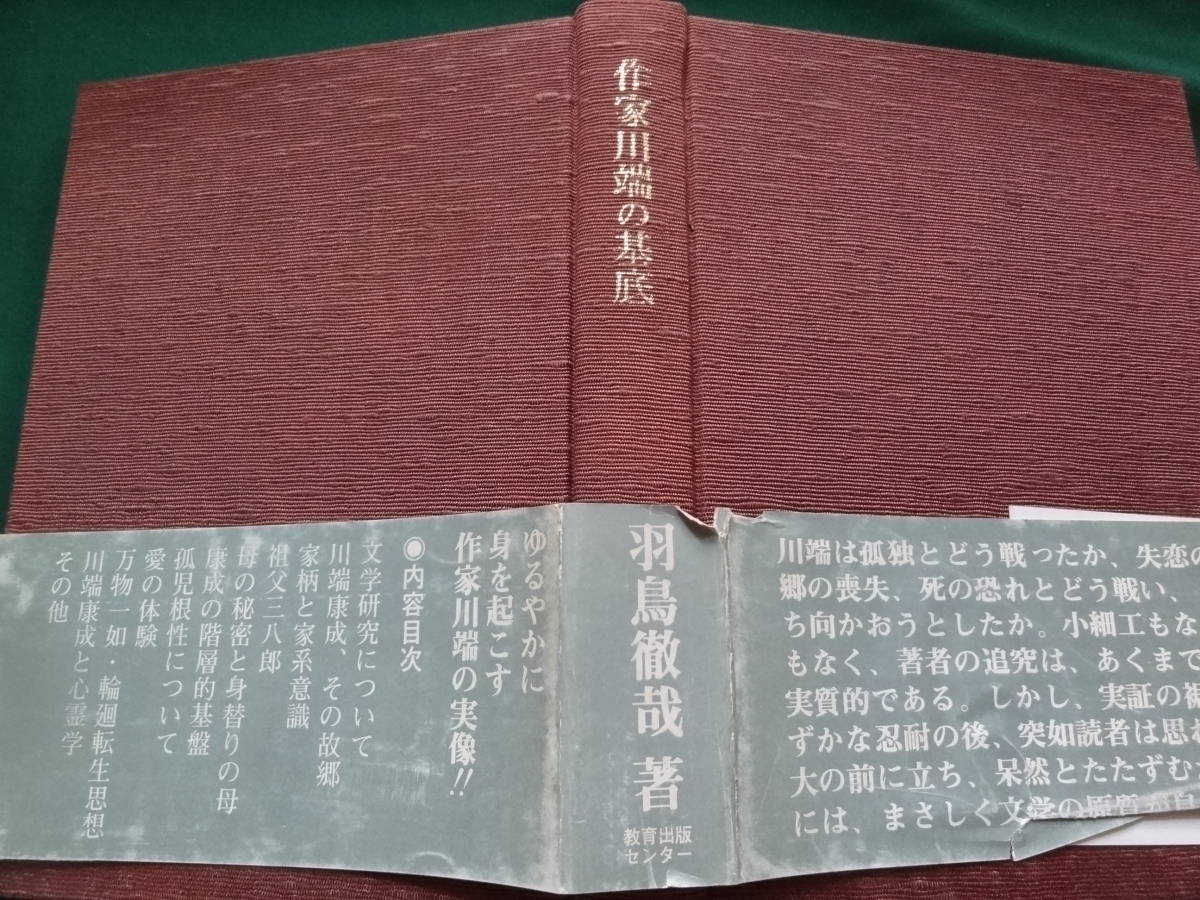 作家川端の基底
羽鳥徹哉 著
教育出版
センター
川端は孤独とどう戦ったか、失恋の
郷の喪失、死の恐れとどう戦い、
ち向かおうとしたか。小細工もな
もなく、著者の追究は、あくまで
実質的である。しかし、実証の
ずかな忍耐の後、突如読者は思わ
大の前に立ち、呆然とたたずむ
には、まさしく文学の原質が
ゆるやかに
身を起こす
作家川端の実像!!
◉内容目次
文学研究について
川端康成、その故郷
家柄と家系意識
祖父三八郎
母の秘密と身替りの母
康成の階層的基盤
孤児根性について
愛の体験
万物一如・輪廻転生思想
川端康成と心霊学
その他